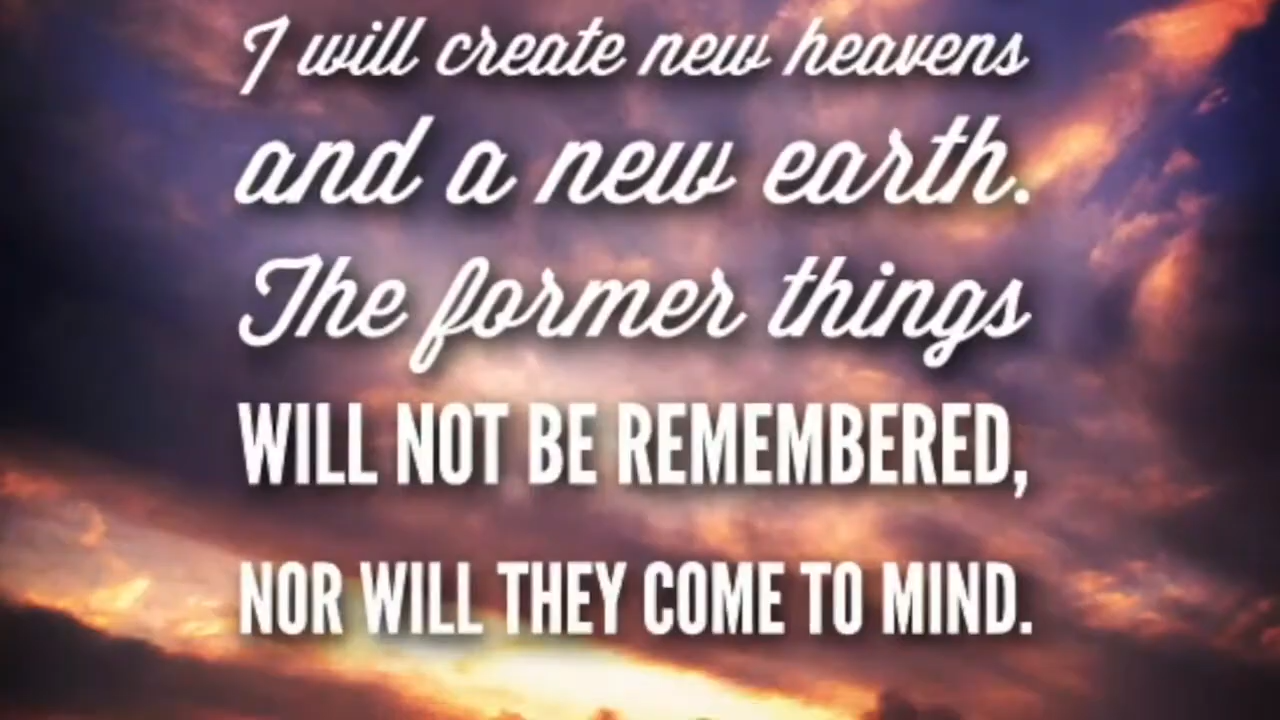 I will create new heavens
and a new earth.
The former things
WILL NOT BE REMEMBERED,
NOR WILL THEY COME TO MIND.